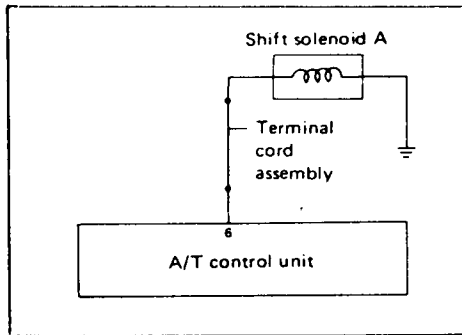 Shift solenoid A
Terminal
cord
assembly
6
A/T control unit